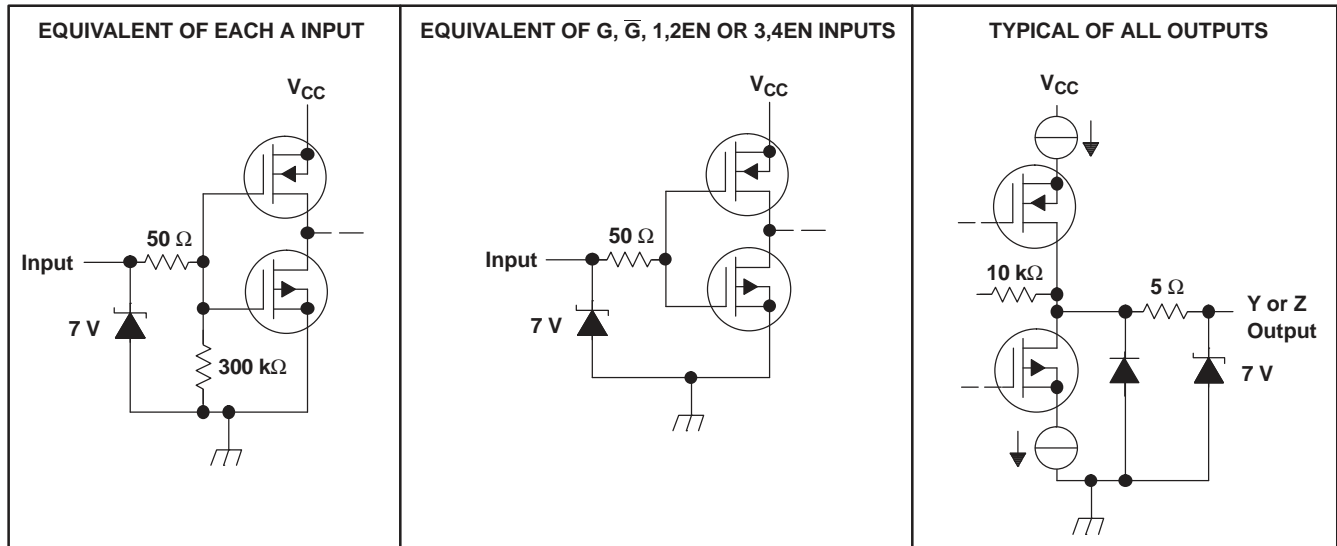 EQUIVALENT OF EACH A INPUT
VCC
50 Ω
Input
7 V
300 kΩ
EQUIVALENT OF G, G̅, 1,2EN OR 3,4EN INPUTS
VCC
50 Ω
Input
7 V
TYPICAL OF ALL OUTPUTS
VCC
10 kΩ
5 Ω
Y or Z
Output
7 V